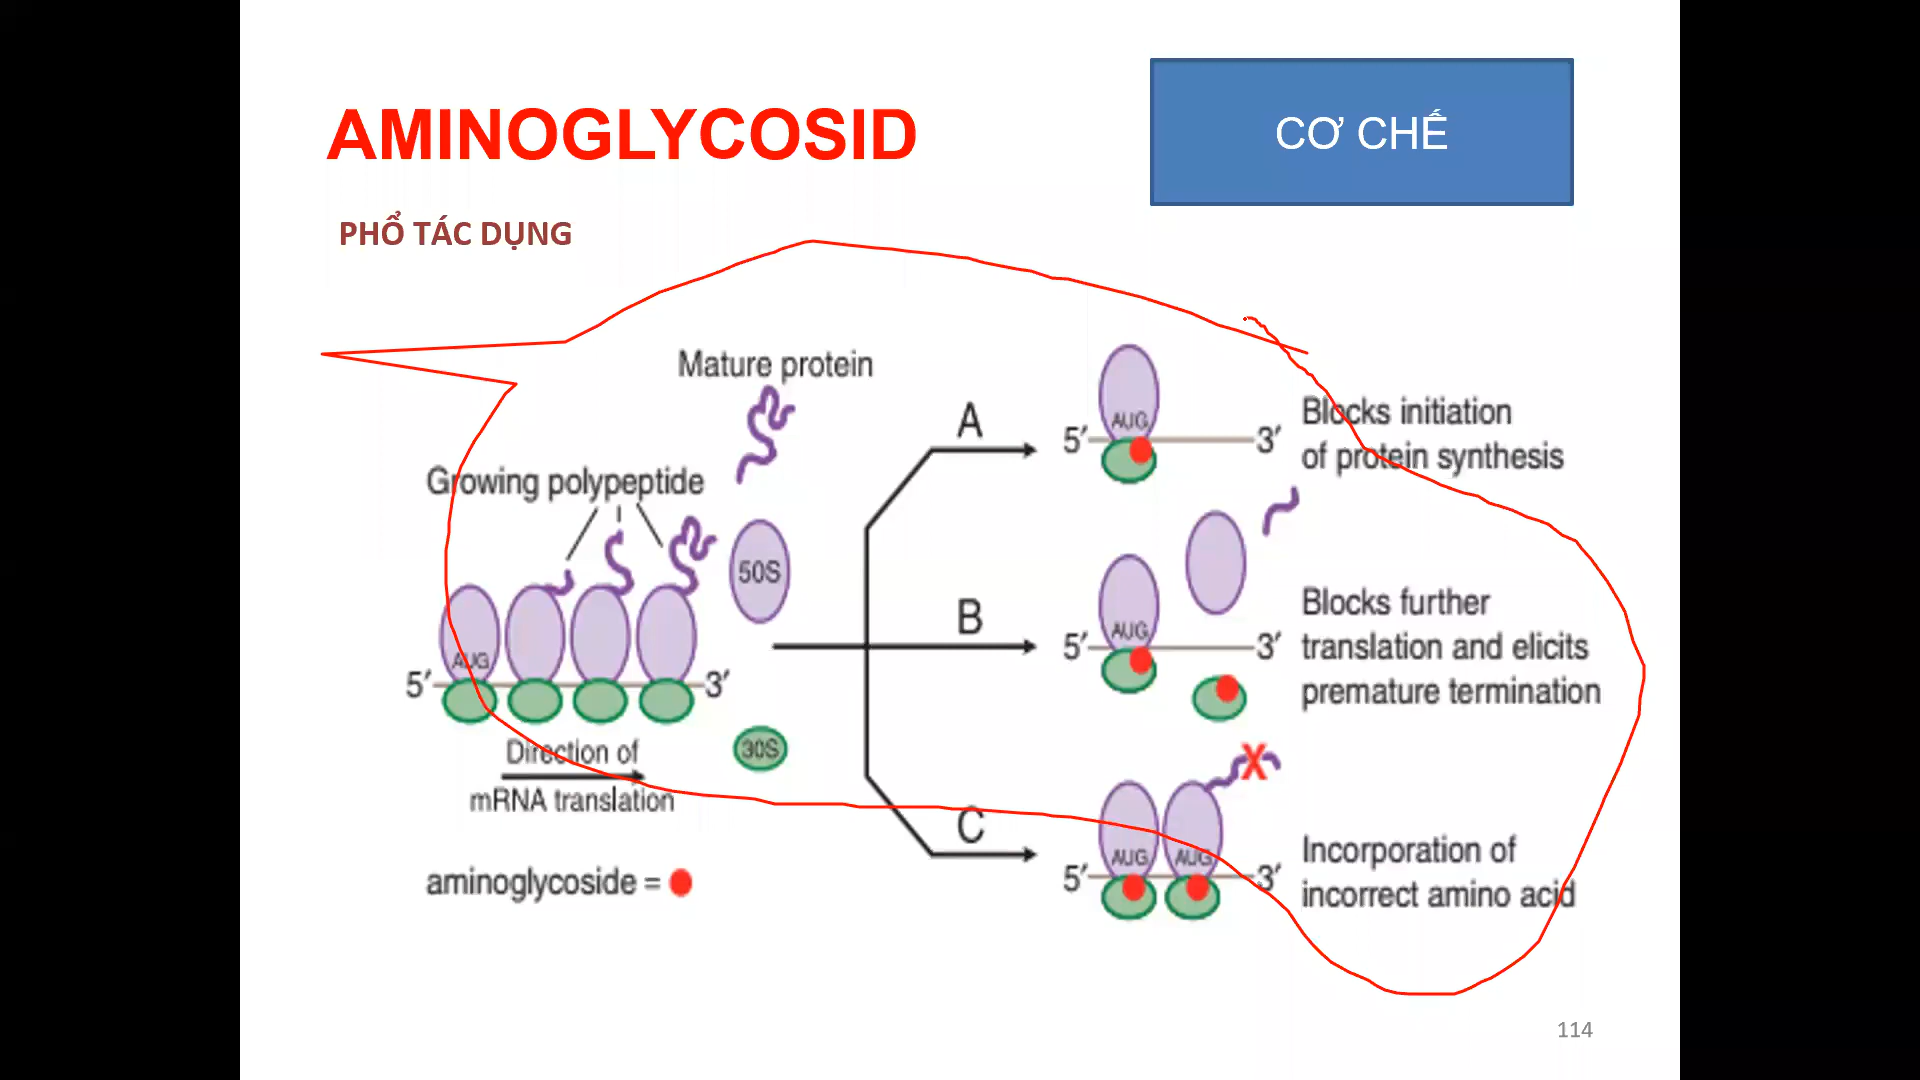 AMINOGLYCOSID
CƠ CHẾ
PHỔ TÁC DỤNG
Mature protein
Growing polypeptide
50S
AUG
5′
3′
30S
Direction of
mRNA translation
aminoglycoside =
A
AUG
5′
3′
Blocks initiation
of protein synthesis
B
AUG
5′
3′
Blocks further
translation and elicits
premature termination
C
X
AUG AUG
5′
3′
Incorporation of
incorrect amino acid
114